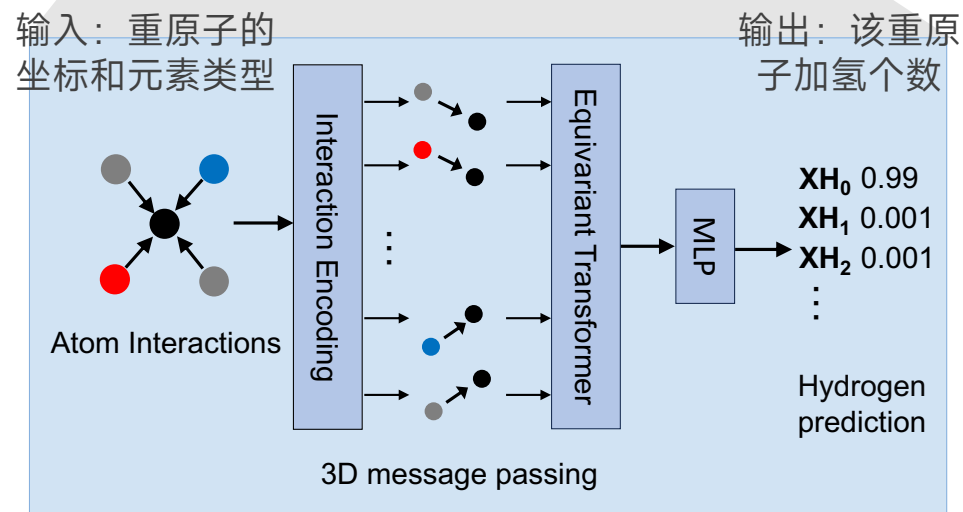 输入：重原子的
坐标和元素类型
输出：该重原
子加氢个数
Atom Interactions
Interaction Encoding
⋮
3D message passing
Equivariant Transformer
MLP
XH₀ 0.99
XH₁ 0.001
XH₂ 0.001
⋮
Hydrogen
prediction